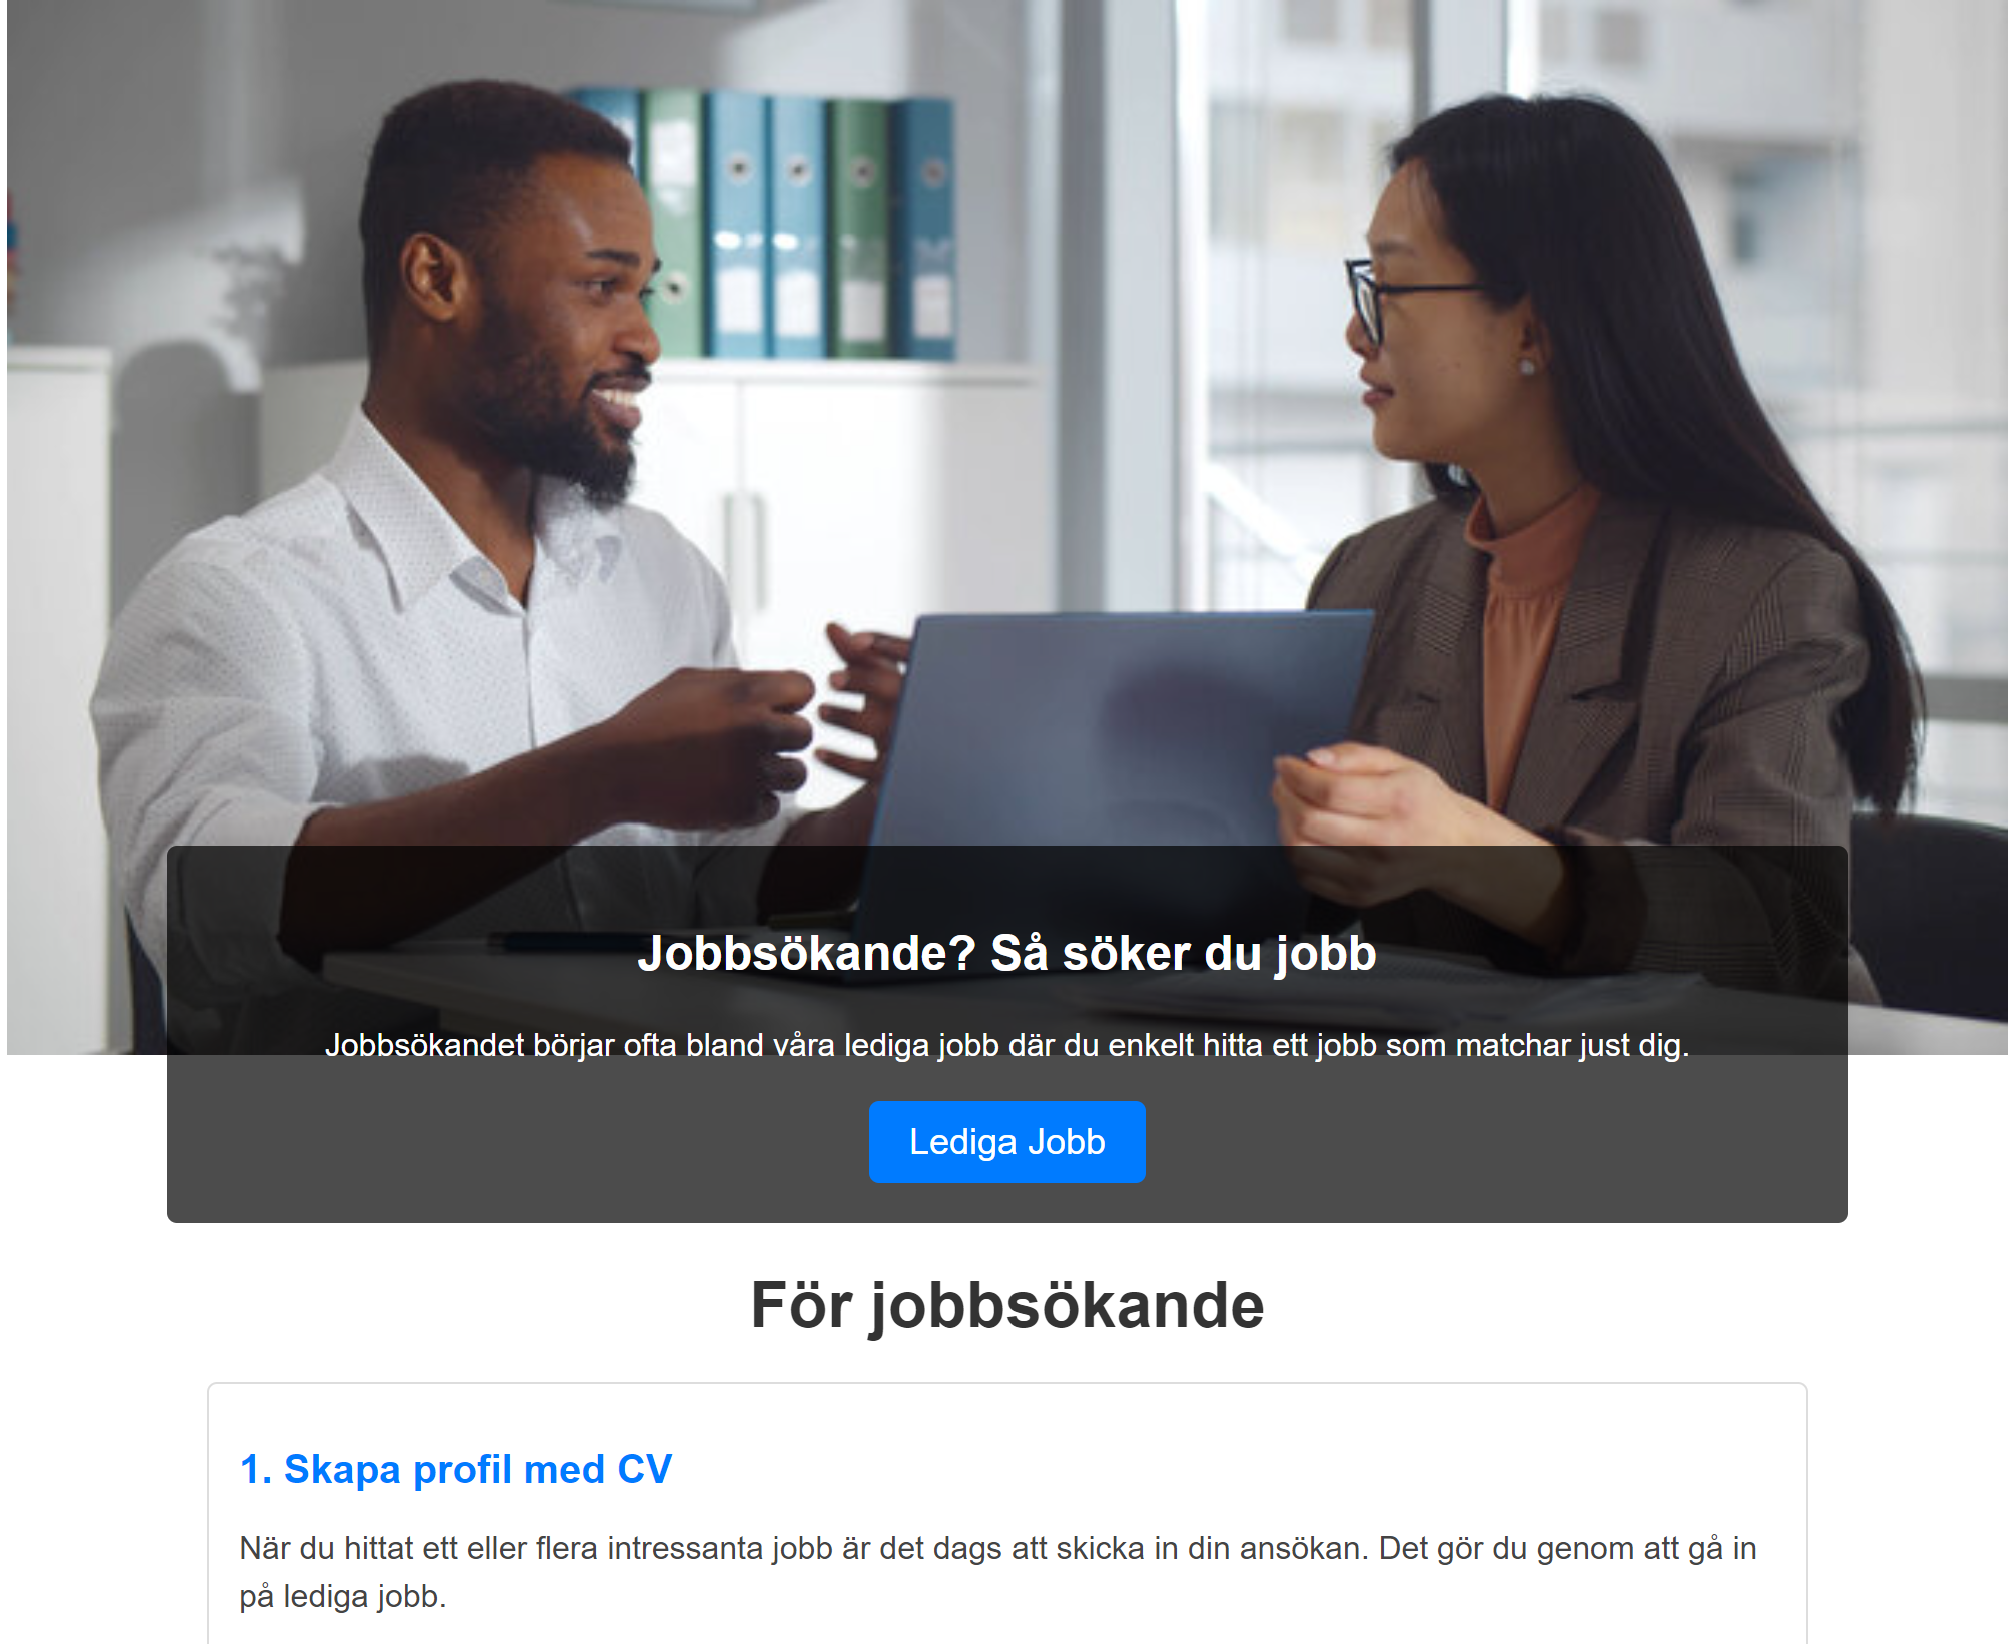 Jobbsökande? Så söker du jobb
Jobbsökandet börjar ofta bland våra lediga jobb där du enkelt hitta ett jobb som matchar just dig.
Lediga Jobb
För jobbsökande
1. Skapa profil med CV
När du hittat ett eller flera intressanta jobb är det dags att skicka in din ansökan. Det gör du genom att gå in
på lediga jobb.